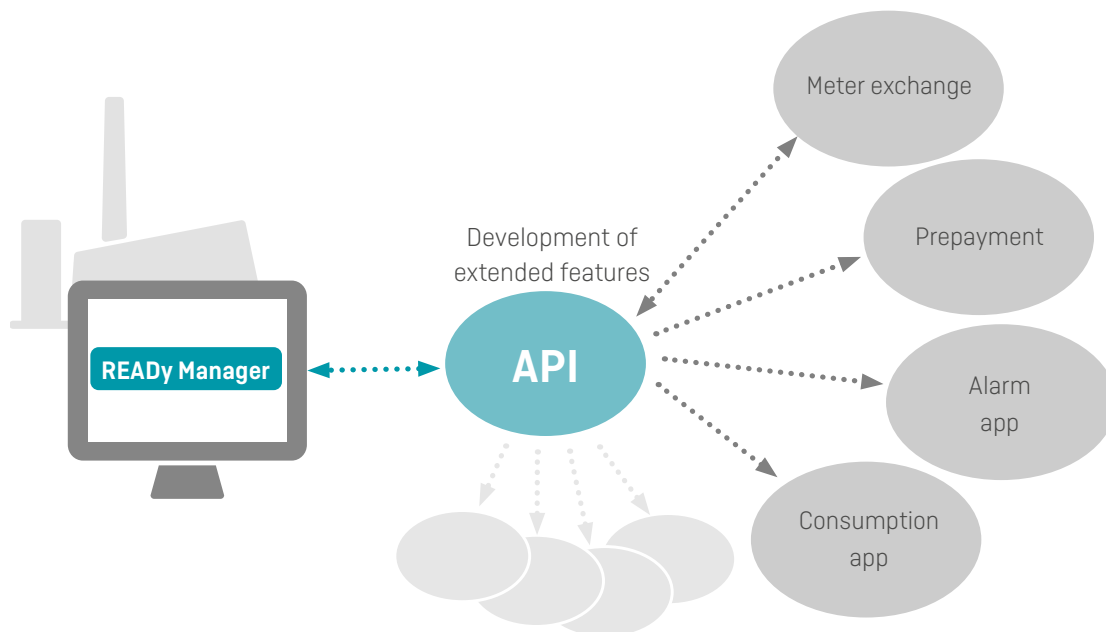 READy Manager
Development of
extended features
API
Meter exchange
Prepayment
Alarm
app
Consumption
app